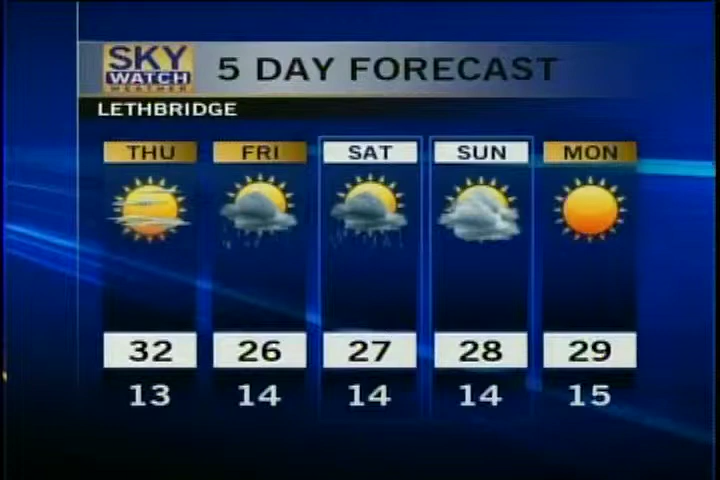 SKY
WATCH
WEATHER
5 DAY FORECAST
LETHBRIDGE
THU FRI SAT SUN MON
32 26 27 28 29
13 14 14 14 15